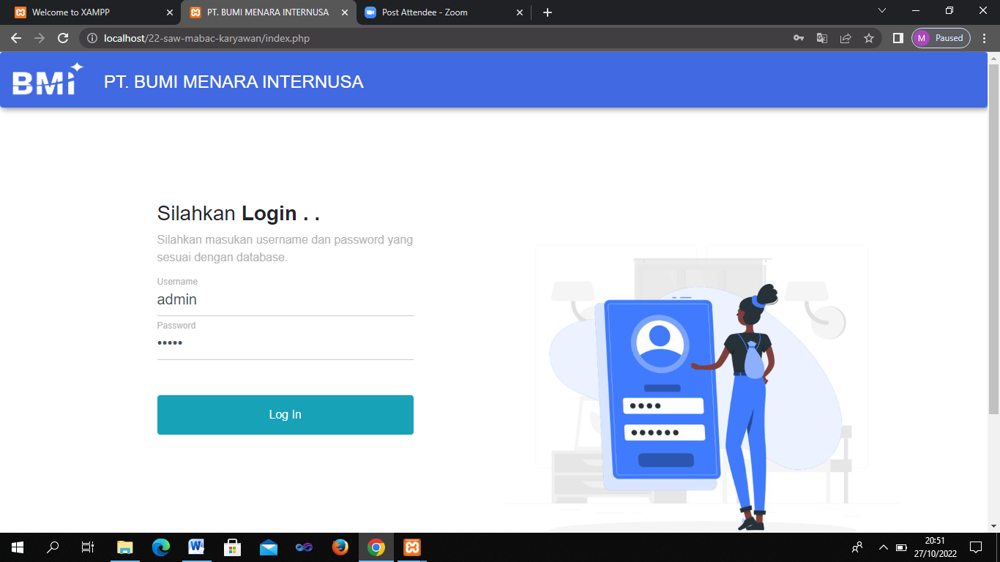 Welcome to XAMPP
PT. BUMI MENARA INTERNUSA
Post Attendee - Zoom
localhost/22-saw-mabac-karyawan/index.php
M Paused
BMi PT. BUMI MENARA INTERNUSA
Silahkan Login . .
Silahkan masukan username dan password yang
sesuai dengan database.
Username
admin
Password
•••••
Log In
20:51
27/10/2022